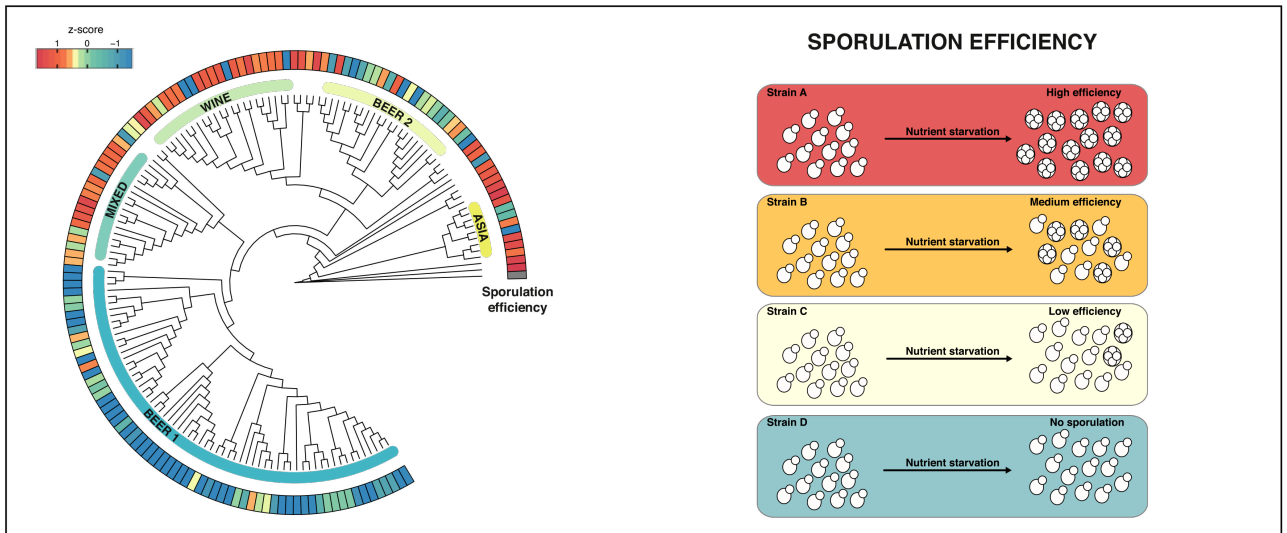 z-score
1 0 −1
WINE
BEER 2
MIXED
ASIA
BEER 1
Sporulation
efficiency
SPORULATION EFFICIENCY
Strain A
High efficiency
Nutrient starvation
Strain B
Medium efficiency
Nutrient starvation
Strain C
Low efficiency
Nutrient starvation
Strain D
No sporulation
Nutrient starvation